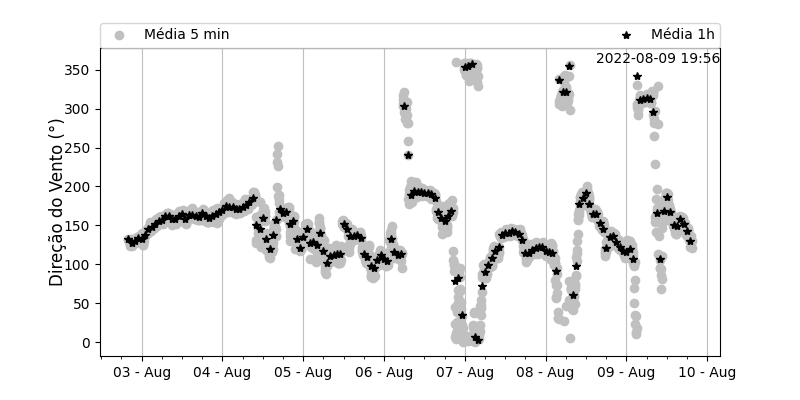 Média 5 min
Média 1h
2022-08-09 19:56
Direção do Vento (°)
350
300
250
200
150
100
50
0
03 - Aug
04 - Aug
05 - Aug
06 - Aug
07 - Aug
08 - Aug
09 - Aug
10 - Aug